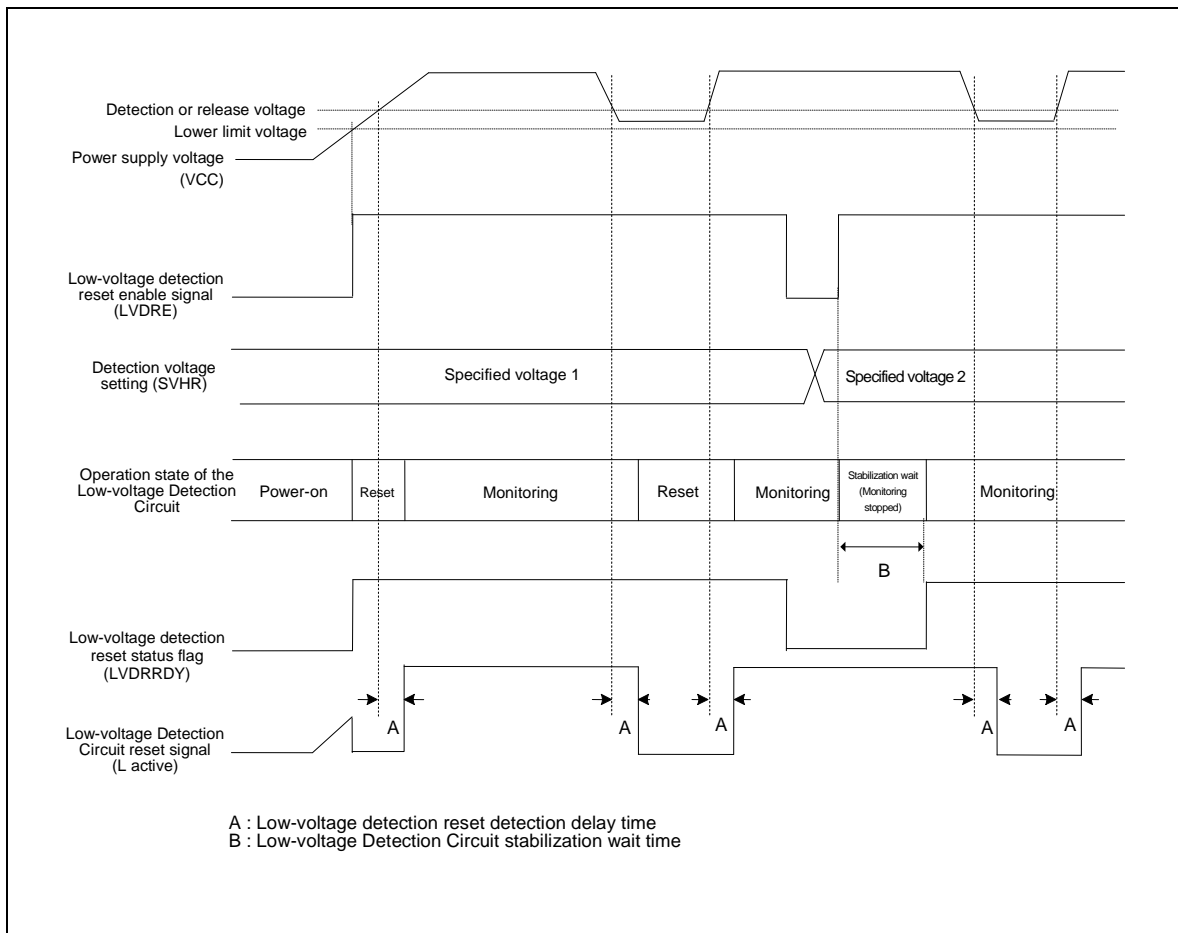 Detection or release voltage
Lower limit voltage
Power supply voltage
(VCC)
Low-voltage detection
reset enable signal
(LVDRE)
Detection voltage
setting (SVHR)
Specified voltage 1
Specified voltage 2
Operation state of the
Low-voltage Detection
Circuit
Power-on
Reset
Monitoring
Reset
Monitoring
Stabilization wait
(Monitoring
stopped)
Monitoring
B
Low-voltage detection
reset status flag
(LVDRRDY)
A
A
A
A
A
Low-voltage Detection
Circuit reset signal
(L active)
A : Low-voltage detection reset detection delay time
B : Low-voltage Detection Circuit stabilization wait time